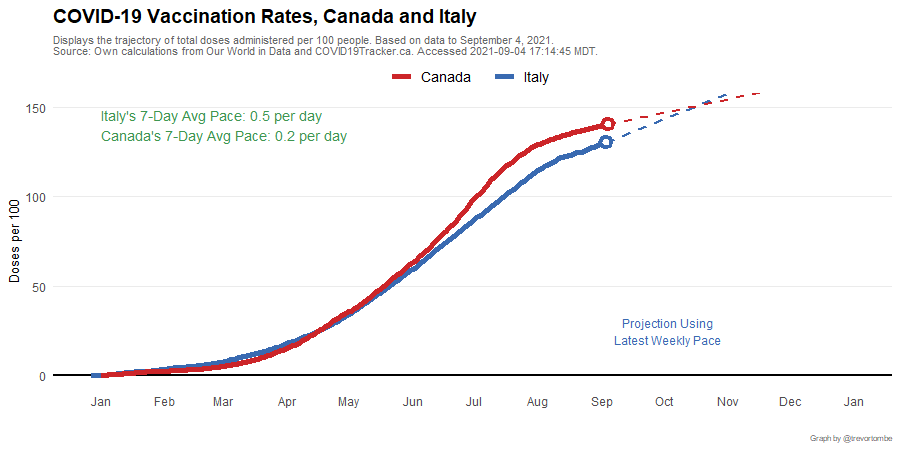 COVID-19 Vaccination Rates, Canada and Italy
Displays the trajectory of total doses administered per 100 people. Based on data to September 4, 2021.
Source: Own calculations from Our World in Data and COVID19Tracker.ca. Accessed 2021-09-04 17:14:45 MDT.
Canada Italy
Italy's 7-Day Avg Pace: 0.5 per day
Canada's 7-Day Avg Pace: 0.2 per day
Doses per 100
150
100
50
0
Projection Using
Latest Weekly Pace
Jan Feb Mar Apr May Jun Jul Aug Sep Oct Nov Dec Jan
Graph by @trevortombe